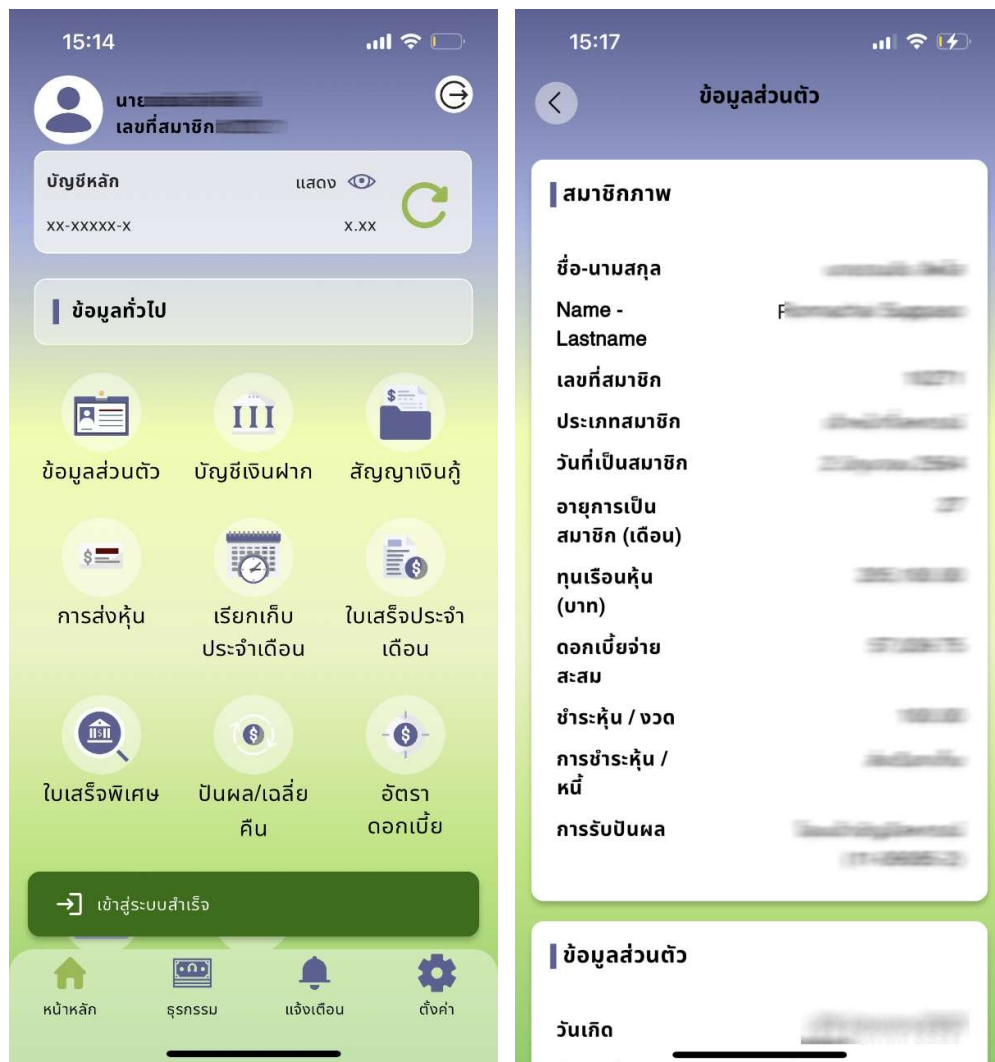 15:14
นาย
เลขที่สมาชิก
บัญชีหลัก
แสดง
xx-xxxxx-x
x.xx
ข้อมูลทั่วไป
ข้อมูลส่วนตัว
บัญชีเงินฝาก
สัญญาเงินกู้
การส่งหุ้น
เรียกเก็บ
ประจำเดือน
ใบเสร็จประจำ
เดือน
ใบเสร็จพิเศษ
ปันผล/เฉลี่ย
คืน
อัตรา
ดอกเบี้ย
เข้าสู่ระบบสำเร็จ
หน้าหลัก
ธุรกรรม
แจ้งเตือน
ตั้งค่า
15:17
ข้อมูลส่วนตัว
สมาชิกภาพ
ชื่อ-นามสกุล
Name -
Lastname
เลขที่สมาชิก
ประเภทสมาชิก
วันที่เป็นสมาชิก
อายุการเป็น
สมาชิก (เดือน)
ทุนเรือนหุ้น
(บาท)
ดอกเบี้ยจ่าย
สะสม
ชำระหุ้น / งวด
การชำระหุ้น /
หนี้
การรับปันผล
ข้อมูลส่วนตัว
วันเกิด